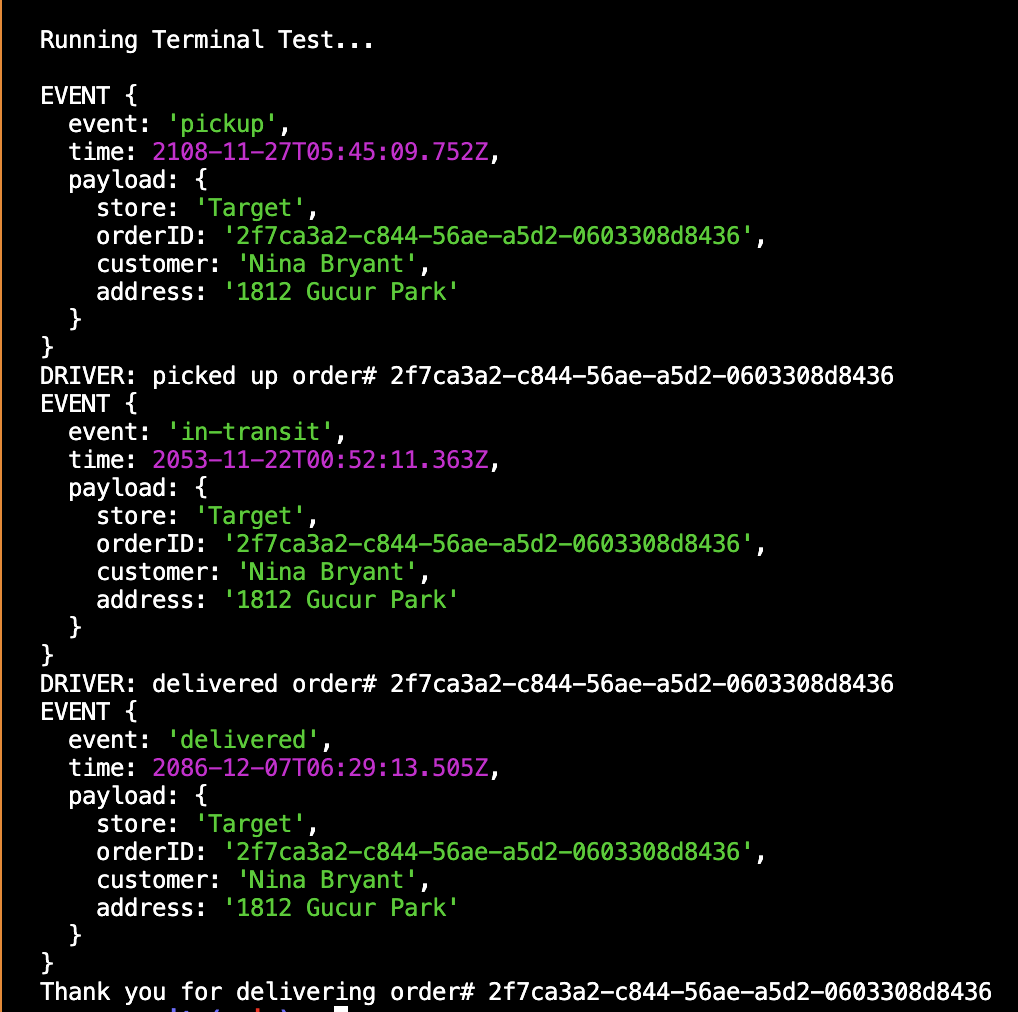 Running Terminal Test...
EVENT {
event: 'pickup',
time: 2108-11-27T05:45:09.752Z,
payload: {
store: 'Target',
orderID: '2f7ca3a2-c844-56ae-a5d2-0603308d8436',
customer: 'Nina Bryant',
address: '1812 Gucur Park'
}
}
DRIVER: picked up order# 2f7ca3a2-c844-56ae-a5d2-0603308d8436
EVENT {
event: 'in-transit',
time: 2053-11-22T00:52:11.363Z,
payload: {
store: 'Target',
orderID: '2f7ca3a2-c844-56ae-a5d2-0603308d8436',
customer: 'Nina Bryant',
address: '1812 Gucur Park'
}
}
DRIVER: delivered order# 2f7ca3a2-c844-56ae-a5d2-0603308d8436
EVENT {
event: 'delivered',
time: 2086-12-07T06:29:13.505Z,
payload: {
store: 'Target',
orderID: '2f7ca3a2-c844-56ae-a5d2-0603308d8436',
customer: 'Nina Bryant',
address: '1812 Gucur Park'
}
}
Thank you for delivering order# 2f7ca3a2-c844-56ae-a5d2-0603308d8436